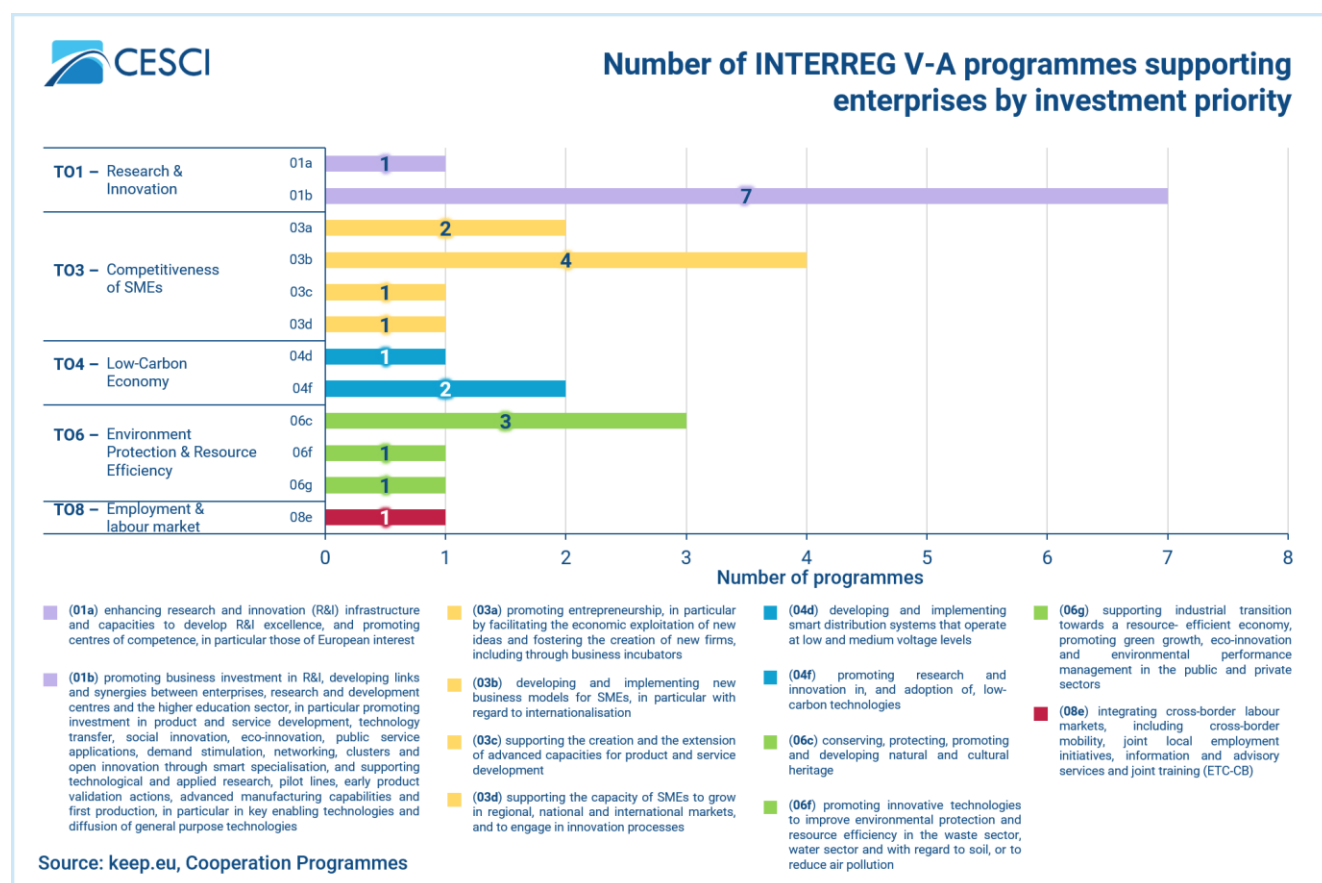 CESCI
Number of INTERREG V-A programmes supporting
enterprises by investment priority
TO1 – Research &
Innovation
01a
1
01b
7
TO3 – Competitiveness
of SMEs
03a
2
03b
4
03c
1
03d
1
TO4 – Low-Carbon
Economy
04d
1
04f
2
TO6 – Environment
Protection & Resource
Efficiency
06c
3
06f
1
06g
1
TO8 – Employment &
labour market
08e
1
0 1 2 3 4 5 6 7 8
Number of programmes
(01a) enhancing research and innovation (R&I) infrastructure
and capacities to develop R&I excellence, and promoting
centres of competence, in particular those of European interest
(01b) promoting business investment in R&I, developing links
and synergies between enterprises, research and development
centres and the higher education sector, in particular promoting
investment in product and service development, technology
transfer, social innovation, eco-innovation, public service
applications, demand stimulation, networking, clusters and
open innovation through smart specialisation, and supporting
technological and applied research, pilot lines, early product
validation actions, advanced manufacturing capabilities and
first production, in particular in key enabling technologies and
diffusion of general purpose technologies
(03a) promoting entrepreneurship, in particular
by facilitating the economic exploitation of new
ideas and fostering the creation of new firms,
including through business incubators
(03b) developing and implementing new
business models for SMEs, in particular with
regard to internationalisation
(03c) supporting the creation and the extension
of advanced capacities for product and service
development
(03d) supporting the capacity of SMEs to grow
in regional, national and international markets,
and to engage in innovation processes
(04d) developing and implementing
smart distribution systems that operate
at low and medium voltage levels
(04f) promoting research and
innovation in, and adoption of, low-
carbon technologies
(06c) conserving, protecting, promoting
and developing natural and cultural
heritage
(06f) promoting innovative technologies
to improve environmental protection and
resource efficiency in the waste sector,
water sector and with regard to soil, or to
reduce air pollution
(06g) supporting industrial transition
towards a resource- efficient economy,
promoting green growth, eco-innovation
and environmental performance
management in the public and private
sectors
(08e) integrating cross-border labour
markets, including cross-border
mobility, joint local employment
initiatives, information and advisory
services and joint training (ETC-CB)
Source: keep.eu, Cooperation Programmes